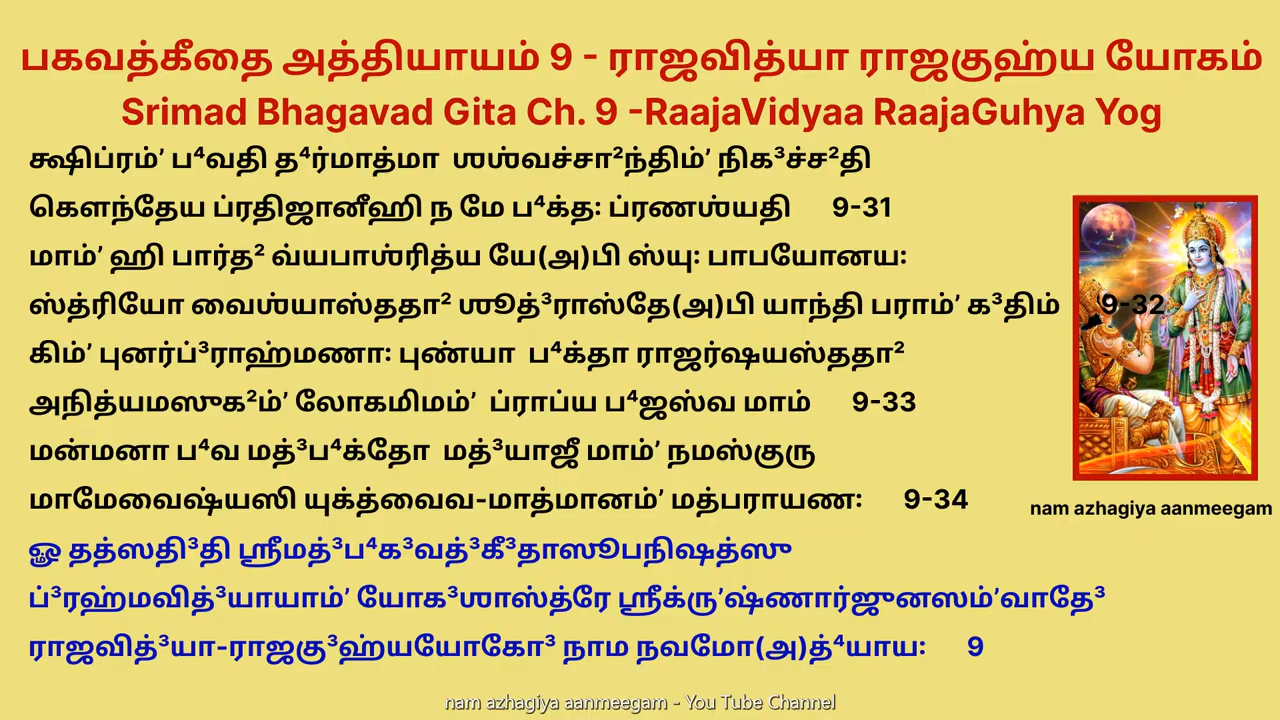 பகவத்கீதை அத்தியாயம் 9 - ராஜவித்யா ராஜகுஹ்ய யோகம்
Srimad Bhagavad Gita Ch. 9 -RaajaVidyaa RaajaGuhya Yog
க்ஷிப்ரம்ʼ ப⁴வதி த⁴ர்மாத்மா ஶஶ்வச்சா²ந்திம்ʼ நிக³ச்ச²தி
கௌந்தேய ப்ரதிஜானீஹி ந மே ப⁴க்த꞉ ப்ரணஶ்யதி 9-31
மாம்ʼ ஹி பார்த² வ்யபாஶ்ரித்ய யே(அ)பி ஸ்யு꞉ பாபயோனய꞉
ஸ்த்ரியோ வைஶ்யாஸ்ததா² ஶூத்³ராஸ்தே(அ)பி யாந்தி பராம்ʼ க³திம் 9-32
கிம்ʼ புனர்ப்³ராஹ்மணா꞉ புண்யா ப⁴க்தா ராஜர்ஷயஸ்ததா²
அநித்யமஸுக²ம்ʼ லோகமிமம்ʼ ப்ராப்ய ப⁴ஜஸ்வ மாம் 9-33
மன்மனா ப⁴வ மத்³ப⁴க்தோ மத்³யாஜீ மாம்ʼ நமஸ்குரு
மாமேவைஷ்யஸி யுக்த்வைவ-மாத்மானம்ʼ மத்பராயண꞉ 9-34
ௐ தத்ஸதி³தி ஸ்ரீமத்³ப⁴க³வத்³கீ³தாஸூபநிஷத்ஸு
ப்³ரஹ்மவித்³யாயாம்ʼ யோக³ஶாஸ்த்ரே ஸ்ரீக்ருʼஷ்ணார்ஜுனஸம்ʼவாதே³
ராஜவித்³யா-ராஜகு³ஹ்யயோகோ³ நாம நவமோ(அ)த்⁴யாய꞉ 9
nam azhagiya aanmeegam
nam azhagiya aanmeegam - You Tube Channel